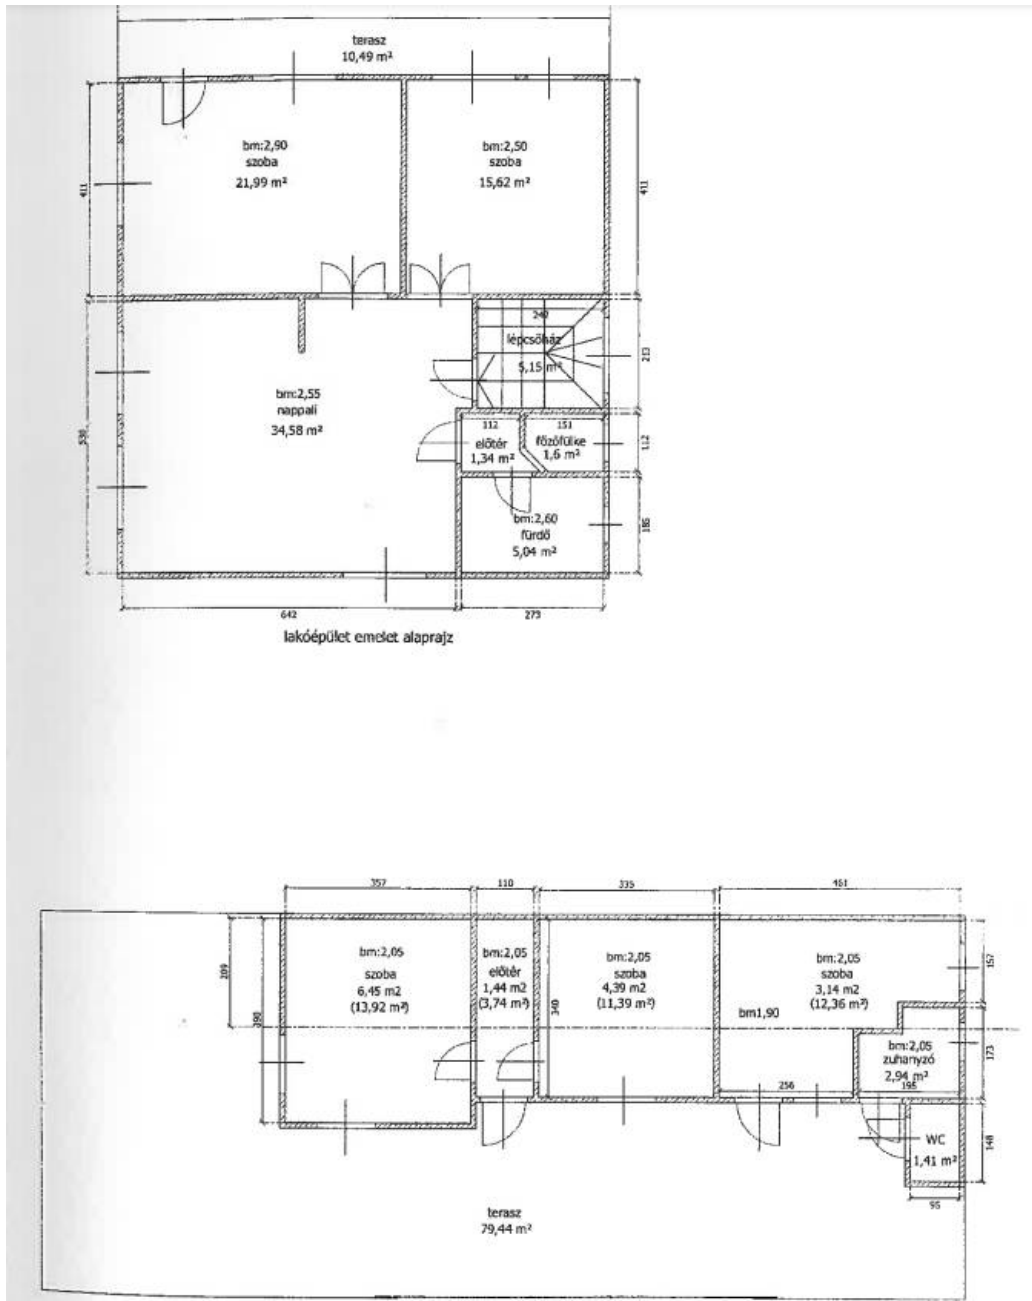 terasz
10,49 m²
bm:2,90
szoba
21,99 m²
bm:2,50
szoba
15,62 m²
411
411
240
lépcsőház
5,15 m²
213
bm:2,55
nappali
34,58 m²
112
151
előtér
1,34 m²
főzőfülke
1,6 m²
112
bm:2,60
fürdő
5,04 m²
185
642
273
lakóépület emelet alaprajz
357
110
335
461
209
390
bm:2,05
szoba
6,45 m2
(13,92 m²)
bm:2,05
előtér
1,44 m2
(3,74 m²)
340
bm:2,05
szoba
4,39 m2
(11,39 m²)
bm:2,05
szoba
3,14 m2
(12,36 m²)
bm1,90
157
bm:2,05
zuhanyzó
2,94 m²
173
256
195
WC
1,41 m²
148
95
terasz
79,44 m²